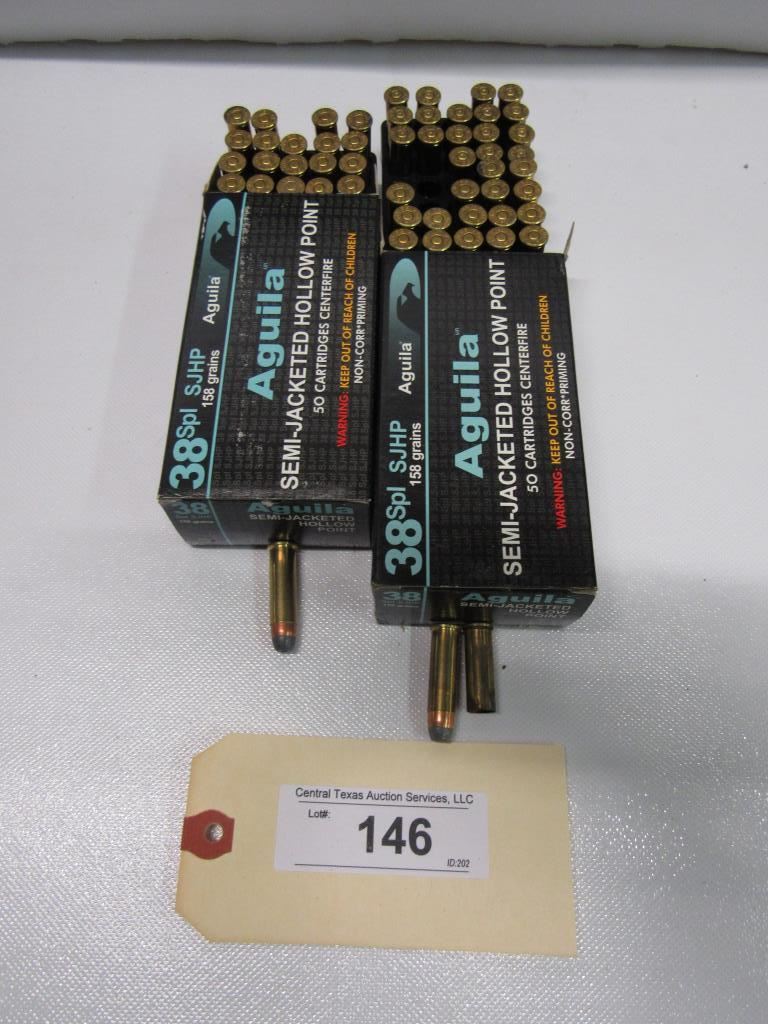 38Spl SJHP
158 grains
Aguila
Aguila
SEMI-JACKETED HOLLOW POINT
50 CARTRIDGES CENTERFIRE
WARNING: KEEP OUT OF REACH OF CHILDREN
NON-CORR*PRIMING
38
Aguila
SEMI-JACKETED
HOLLOW
POINT
38Spl SJHP
158 grains
Aguila
Aguila
SEMI-JACKETED HOLLOW POINT
50 CARTRIDGES CENTERFIRE
WARNING: KEEP OUT OF REACH OF CHILDREN
NON-CORR*PRIMING
38
Aguila
SEMI-JACKETED
HOLLOW
POINT
Central Texas Auction Services, LLC
Lot#:
146
ID:202